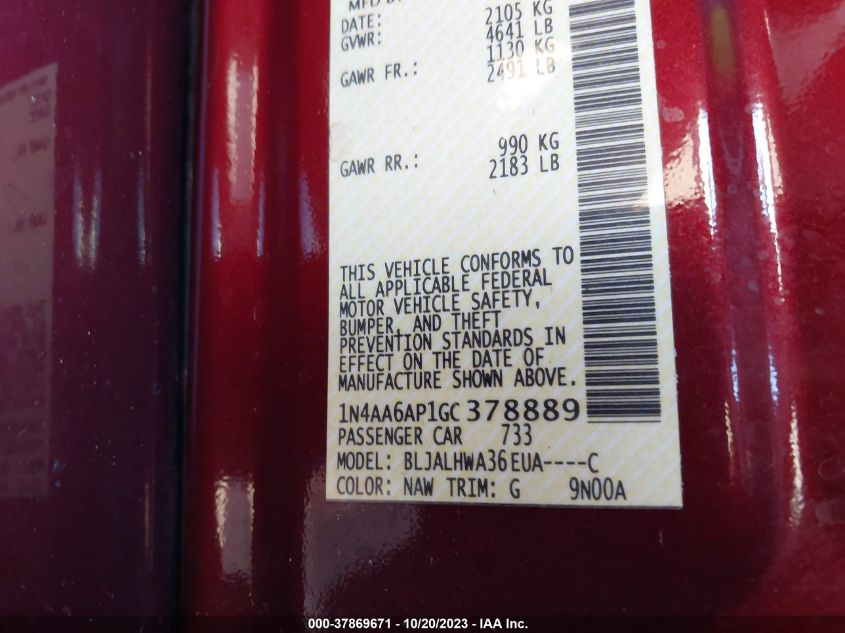 DATE: 2105 KG
GVWR: 4641 LB
1130 KG
GAWR FR.: 2491 LB
990 KG
GAWR RR.: 2183 LB
THIS VEHICLE CONFORMS TO
ALL APPLICABLE FEDERAL
MOTOR VEHICLE SAFETY,
BUMPER, AND THEFT
PREVENTION STANDARDS IN
EFFECT ON THE DATE OF
MANUFACTURE SHOWN ABOVE.
1N4AA6AP1GC378889
PASSENGER CAR 733
MODEL: BLJALHWA36EUA----C
COLOR: NAW TRIM: G 9N00A
000-37869671 - 10/20/2023 - IAA Inc.